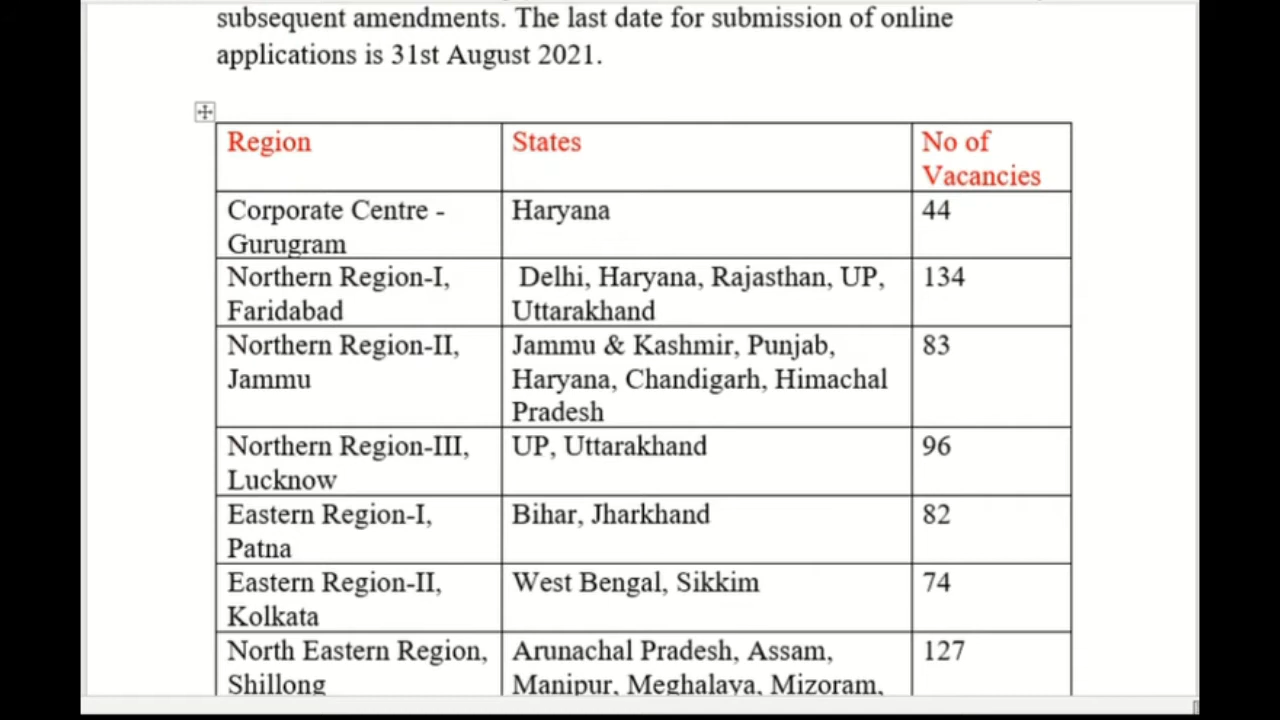 subsequent amendments. The last date for submission of online
applications is 31st August 2021.
Region States No of
Vacancies
Corporate Centre - Haryana 44
Gurugram
Northern Region-I, Delhi, Haryana, Rajasthan, UP, 134
Faridabad Uttarakhand
Northern Region-II, Jammu & Kashmir, Punjab, 83
Jammu Haryana, Chandigarh, Himachal
Pradesh
Northern Region-III, UP, Uttarakhand 96
Lucknow
Eastern Region-I, Bihar, Jharkhand 82
Patna
Eastern Region-II, West Bengal, Sikkim 74
Kolkata
North Eastern Region, Arunachal Pradesh, Assam, 127
Shillong Manipur, Meghalaya, Mizoram,